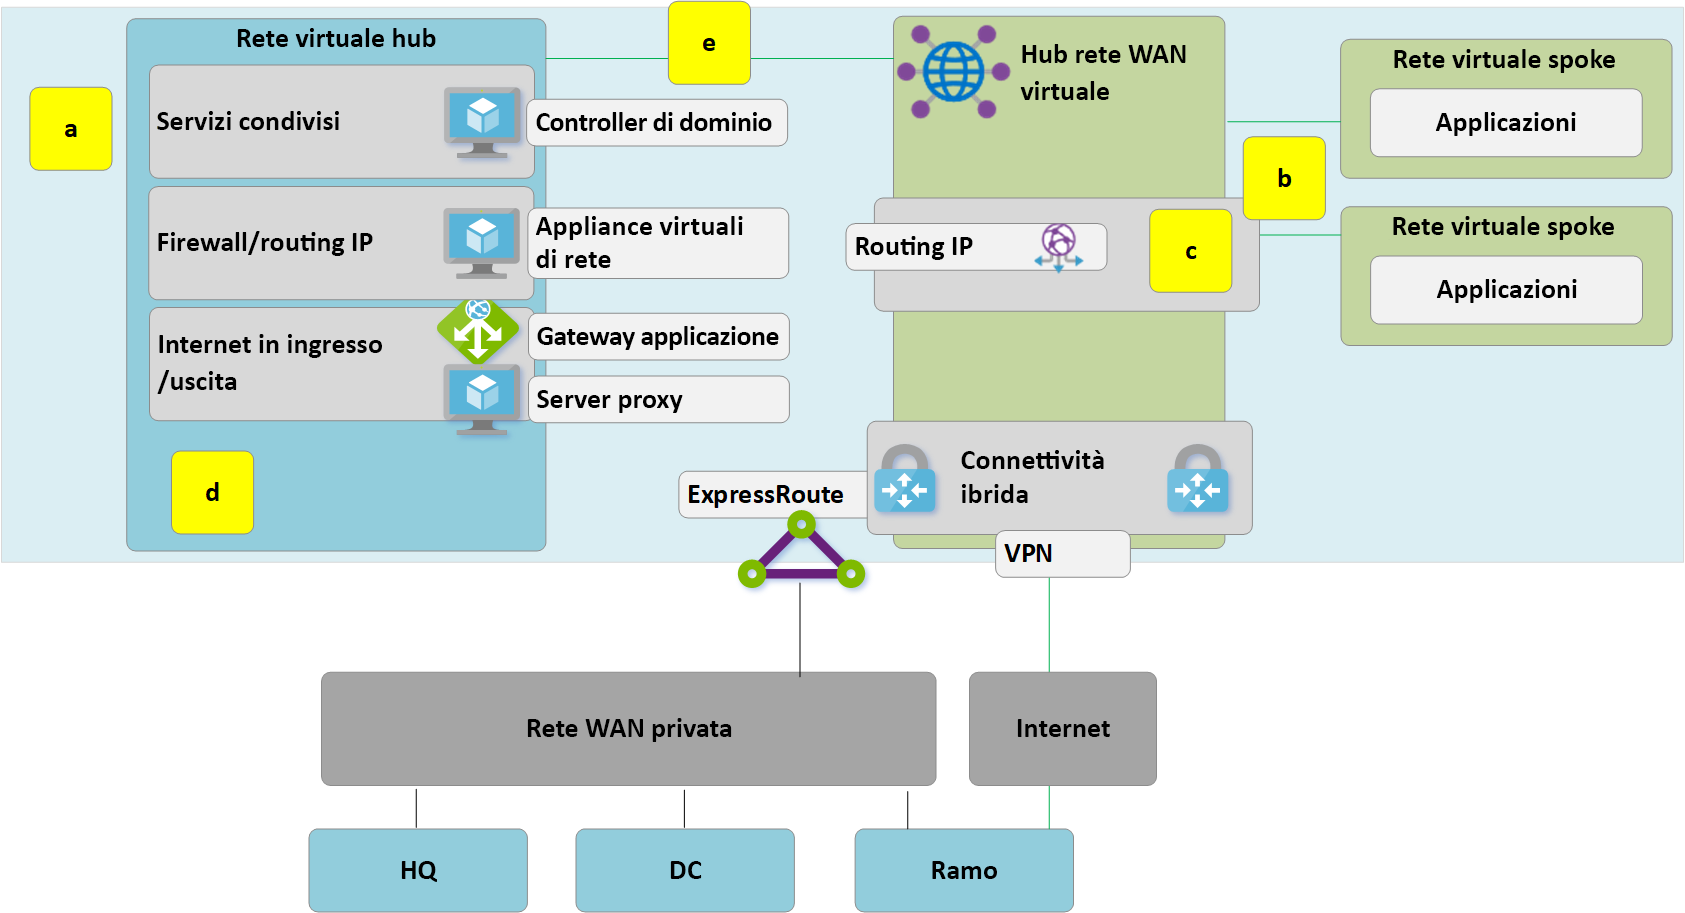 Rete virtuale hub
e
Hub rete WAN
virtuale
Rete virtuale spoke
Applicazioni
a
Servizi condivisi
Controller di dominio
b
Firewall/routing IP
Appliance virtuali
di rete
Routing IP
c
Rete virtuale spoke
Applicazioni
Internet in ingresso
/uscita
Gateway applicazione
Server proxy
d
ExpressRoute
Connettività
ibrida
VPN
Rete WAN privata
Internet
HQ
DC
Ramo